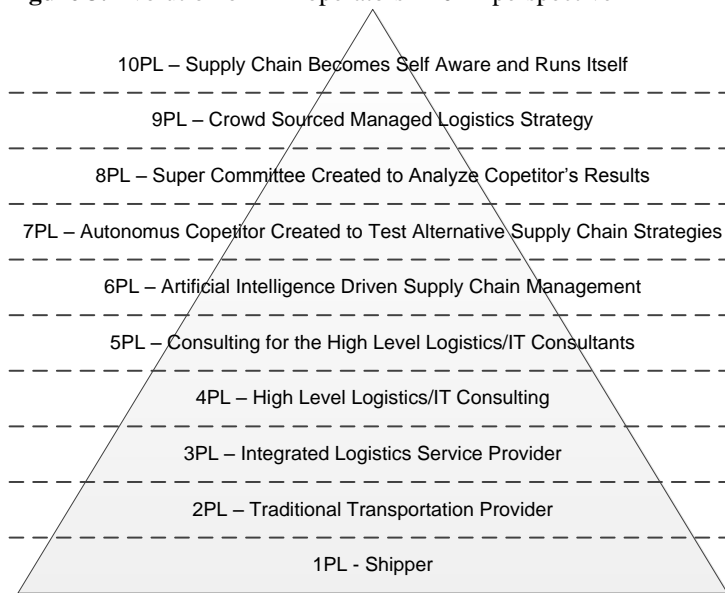 10PL – Supply Chain Becomes Self Aware and Runs Itself
9PL – Crowd Sourced Managed Logistics Strategy
8PL – Super Committee Created to Analyze Copetitor's Results
7PL – Autonomus Copetitor Created to Test Alternative Supply Chain Strategies
6PL – Artificial Intelligence Driven Supply Chain Management
5PL – Consulting for the High Level Logistics/IT Consultants
4PL – High Level Logistics/IT Consulting
3PL – Integrated Logistics Service Provider
2PL – Traditional Transportation Provider
1PL - Shipper